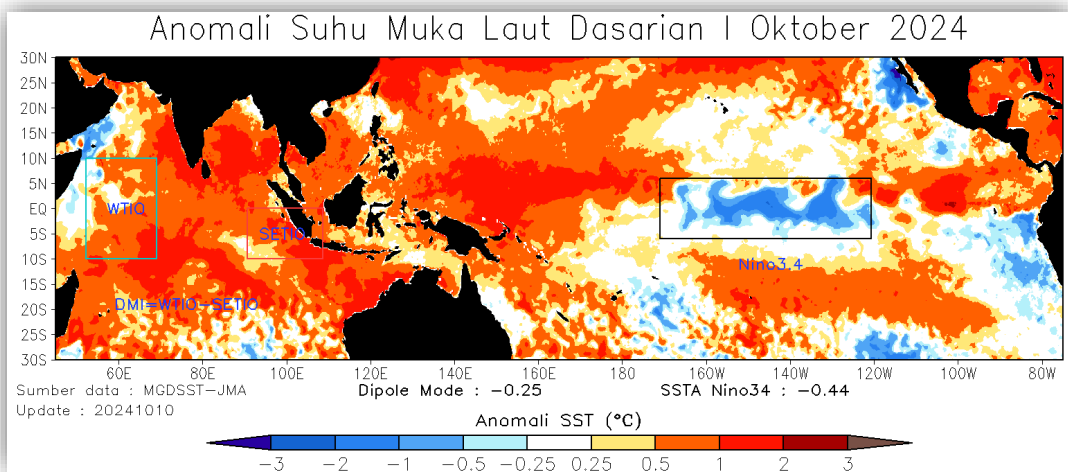 Anomali Suhu Muka Laut Dasarian I Oktober 2024
30N
25N
20N
15N
10N
5N
EQ
5S
10S
15S
20S
25S
30S
WTIO
SETIO
Nino3.4
DMI=WTIO-SETIO
60E 80E 100E 120E 140E 160E 180 160W 140W 120W 100W 80W
Sumber data : MGDSST-JMA Dipole Mode : -0.25 SSTA Nino34 : -0.44
Update : 20241010
Anomali SST (°C)
-3 -2 -1 -0.5 -0.25 0.25 0.5 1 2 3